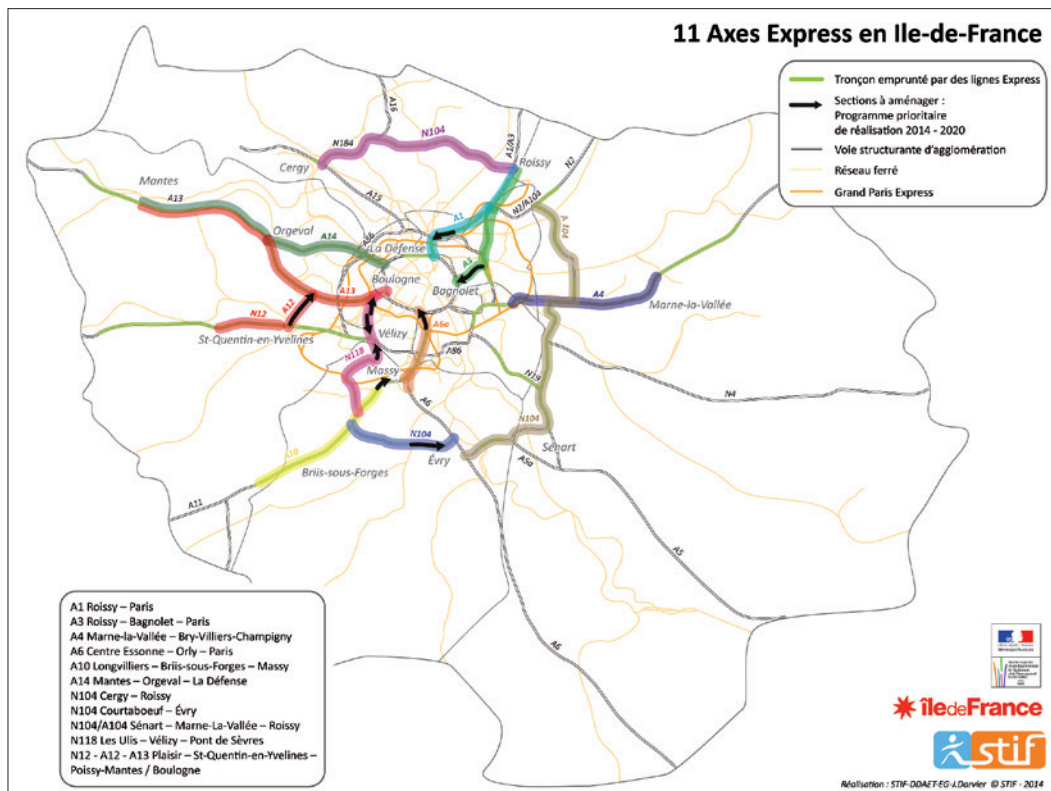 11 Axes Express en Ile-de-France
Tronçon emprunté par des lignes Express
Sections à aménager :
Programme prioritaire
de réalisation 2014 - 2020
Voie structurante d'agglomération
Réseau ferré
Grand Paris Express
A16
N104
N184
A1/A3
Roissy
N2
Cergy
Mantes
A13
A15
N2/A104
A1
A 104
Orgeval
A14
A86
La Défense
A3
Boulogne
Bagnolet
A13
A4
Marne-la-Vallée
A12
N12
St-Quentin-en-Yvelines
Vélizy
A6a
A86
N118
Massy
N19
N4
A6
N104
N104
Sénart
Évry
A5a
A10
Briis-sous-Forges
A11
A5
A6
A1 Roissy – Paris
A3 Roissy – Bagnolet – Paris
A4 Marne-la-Vallée – Bry-Villiers-Champigny
A6 Centre Essonne – Orly – Paris
A10 Longvilliers – Briis-sous-Forges – Massy
A14 Mantes – Orgeval – La Défense
N104 Cergy – Roissy
N104 Courtaboeuf – Évry
N104/A104 Sénart – Marne-La-Vallée – Roissy
N118 Les Ulis – Vélizy – Pont de Sèvres
N12 - A12 - A13 Plaisir – St-Quentin-en-Yvelines –
Poissy-Mantes / Boulogne
îledeFrance
stif
Réalisation : STIF-DDAET-EG-J.Darvier © STIF - 2014